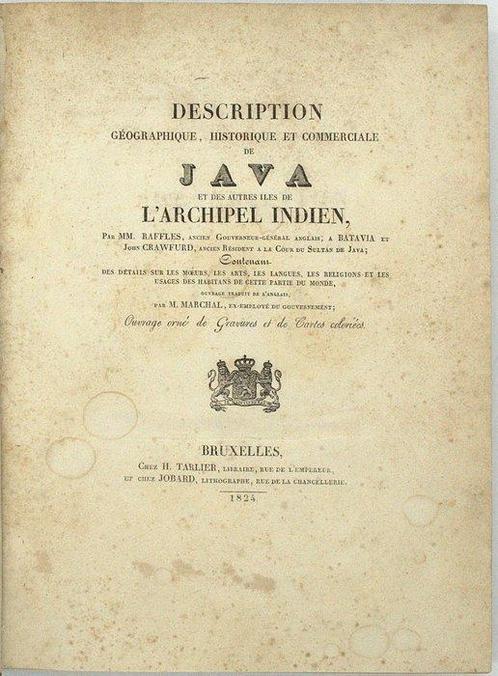 DESCRIPTION
GÉOGRAPHIQUE, HISTORIQUE ET COMMERCIALE
DE
JAVA
ET DES AUTRES ILES DE
L'ARCHIPEL INDIEN,
PAR MM. RAFFLES, ANCIEN GOUVERNEUR-GÉNÉRAL ANGLAIS, A BATAVIA ET
JOHN CRAWFURD, ANCIEN RÉSIDENT A LA COUR DU SULTAN DE JAVA;
Contenant
DES DÉTAILS SUR LES MŒURS, LES ARTS, LES LANGUES, LES RELIGIONS ET LES
USAGES DES HABITANS DE CETTE PARTIE DU MONDE,
OUVRAGE TRADUIT DE L'ANGLAIS,
PAR M. MARCHAL, EX-EMPLOYÉ DU GOUVERNEMENT;
Ouvrage orné de Gravures et de Cartes coloriées.
BRUXELLES,
CHEZ H. TARLIER, LIBRAIRE, RUE DE L'EMPEREUR,
ET CHEZ JOBARD, LITHOGRAPHE, RUE DE LA CHANCELLERIE.
1824